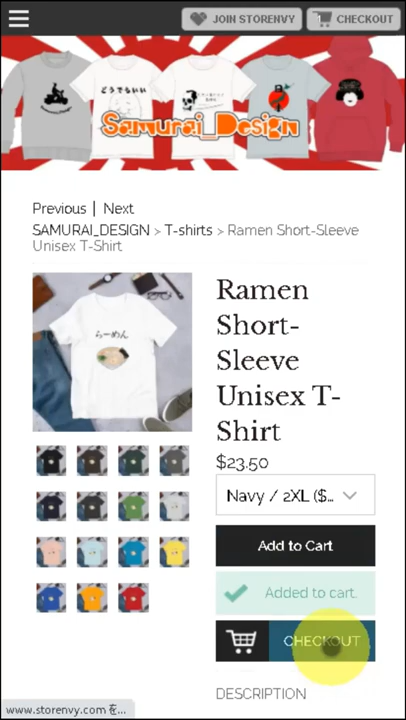 JOIN STORENVY
CHECKOUT
どうでもいい
Samurai_Design
Previous | Next
SAMURAI_DESIGN > T-shirts > Ramen Short-Sleeve
Unisex T-Shirt
らーめん
Ramen
Short-
Sleeve
Unisex T-
Shirt
$23.50
Navy / 2XL ($...
Add to Cart
Added to cart.
CHECKOUT
DESCRIPTION
www.storenvy.com を...